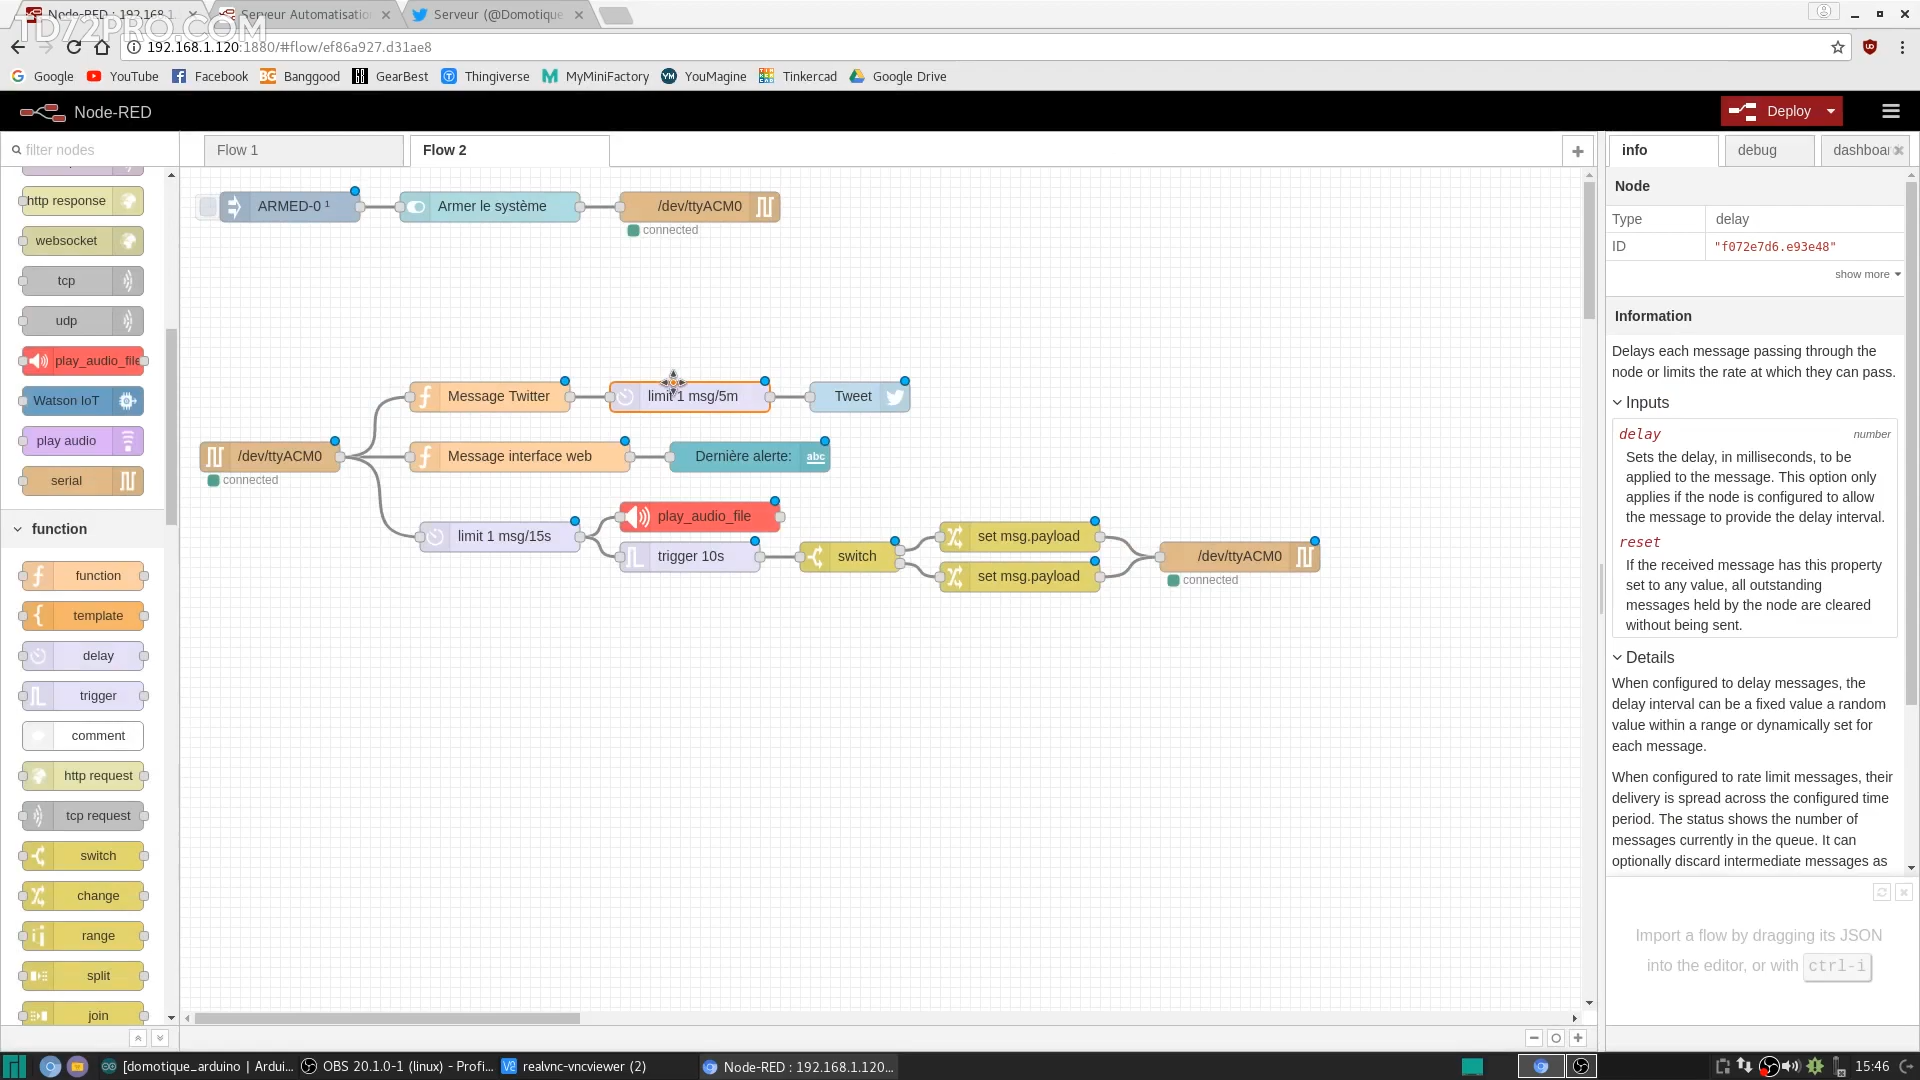 Node-RED : 192.168.1.
Serveur Automatisatio
Serveur (@Domotique
TD72PRO.COM
192.168.1.120:1880/#flow/ef86a927.d31ae8
Google
YouTube
Facebook
BG Banggood
GearBest
Thingiverse
MyMiniFactory
YM YouMagine
Tinkercad
Google Drive
Node-RED
Deploy
filter nodes
Flow 1
Flow 2
info
debug
dashboar
http response
websocket
tcp
udp
play_audio_file
Watson IoT
play audio
serial
function
function
template
delay
trigger
comment
http request
tcp request
switch
change
range
split
join
ARMED-0 ¹
Armer le système
/dev/ttyACM0
connected
Message Twitter
limit 1 msg/5m
Tweet
/dev/ttyACM0
connected
Message interface web
Dernière alerte:
abc
limit 1 msg/15s
play_audio_file
trigger 10s
switch
set msg.payload
set msg.payload
/dev/ttyACM0
connected
Node
Type delay
ID "f072e7d6.e93e48"
show more
Information
Delays each message passing through the
node or limits the rate at which they can pass.
Inputs
delay number
Sets the delay, in milliseconds, to be
applied to the message. This option only
applies if the node is configured to allow
the message to provide the delay interval.
reset
If the received message has this property
set to any value, all outstanding
messages held by the node are cleared
without being sent.
Details
When configured to delay messages, the
delay interval can be a fixed value a random
value within a range or dynamically set for
each message.
When configured to rate limit messages, their
delivery is spread across the configured time
period. The status shows the number of
messages currently in the queue. It can
optionally discard intermediate messages as
Import a flow by dragging its JSON
into the editor, or with ctrl-i
[domotique_arduino | Ardui...
OBS 20.1.0-1 (linux) - Profi...
realvnc-vncviewer (2)
Node-RED : 192.168.1.120...
15:46